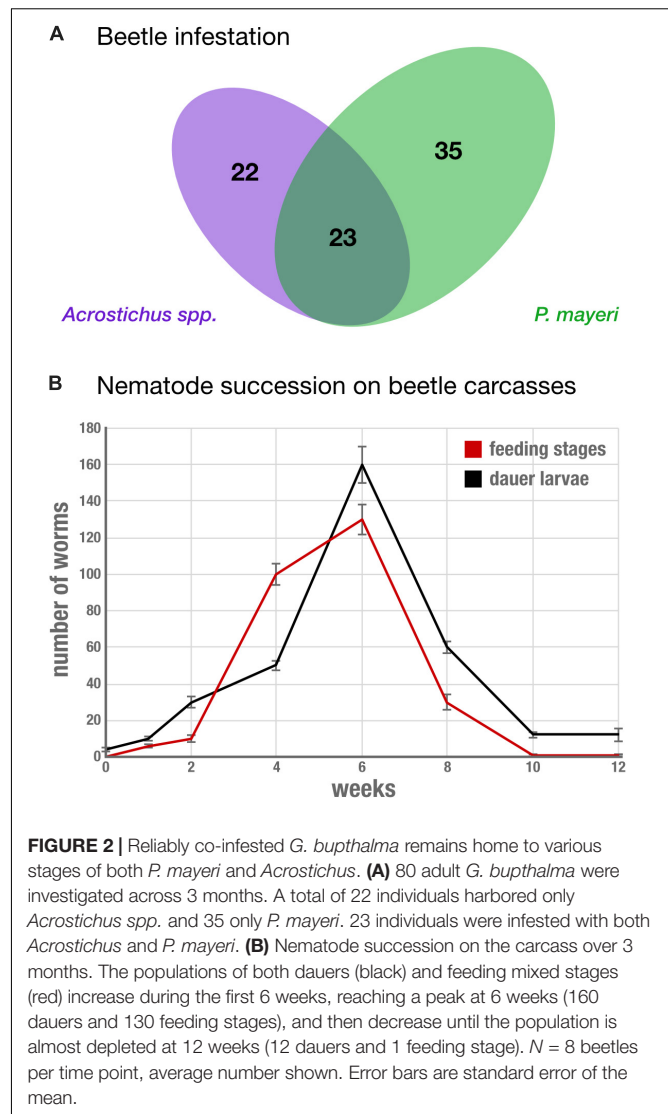 A Beetle infestation
22
35
23
Acrostichus spp.
P. mayeri
B Nematode succession on beetle carcasses
180
160
140
120
100
80
60
40
20
0
number of worms
feeding stages
dauer larvae
0 2 4 6 8 10 12
weeks
FIGURE 2 | Reliably co-infested G. bupthalma remains home to various
stages of both P. mayeri and Acrostichus. (A) 80 adult G. bupthalma were
investigated across 3 months. A total of 22 individuals harbored only
Acrostichus spp. and 35 only P. mayeri. 23 individuals were infested with both
Acrostichus and P. mayeri. (B) Nematode succession on the carcass over 3
months. The populations of both dauers (black) and feeding mixed stages
(red) increase during the first 6 weeks, reaching a peak at 6 weeks (160
dauers and 130 feeding stages), and then decrease until the population is
almost depleted at 12 weeks (12 dauers and 1 feeding stage). N = 8 beetles
per time point, average number shown. Error bars are standard error of the
mean.